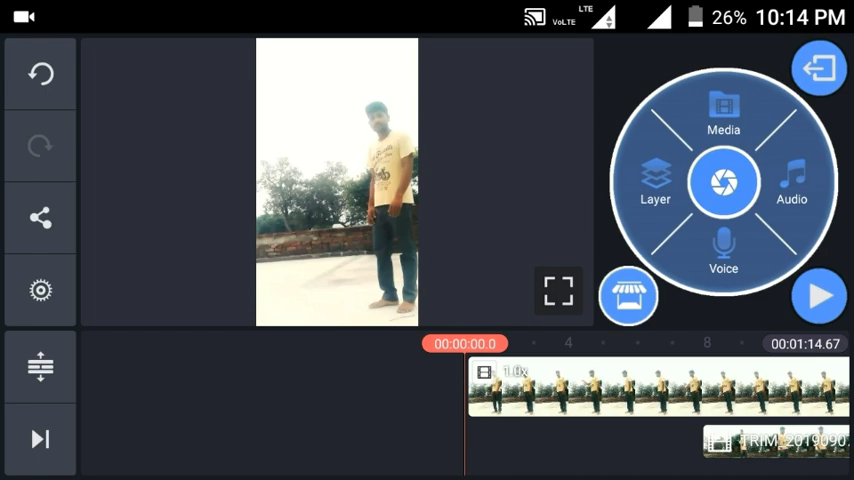 LTE
VoLTE
26% 10:14 PM
Media
Layer
Audio
Voice
00:00:00.0
4
8
00:01:14.67
1.0x
TRIM_20190907